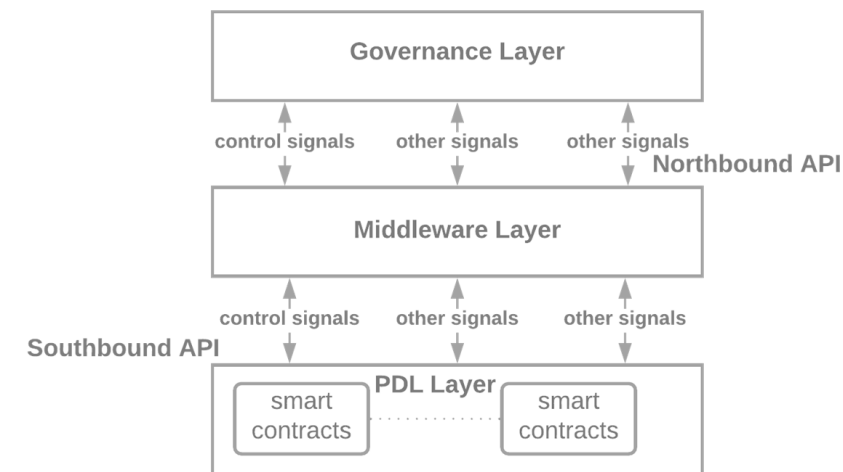 Governance Layer
control signals
other signals
other signals
Northbound API
Middleware Layer
control signals
other signals
other signals
Southbound API
PDL Layer
smart
contracts
smart
contracts